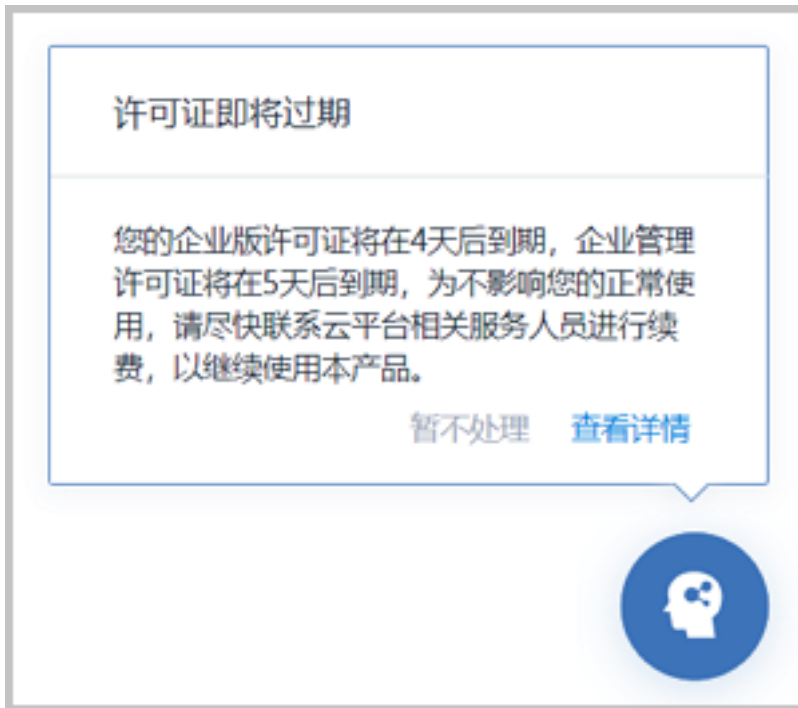 许可证即将过期
您的企业版许可证将在4天后到期，企业管理
许可证将在5天后到期，为不影响您的正常使
用，请尽快联系云平台相关服务人员进行续
费，以继续使用本产品。
暂不处理 查看详情